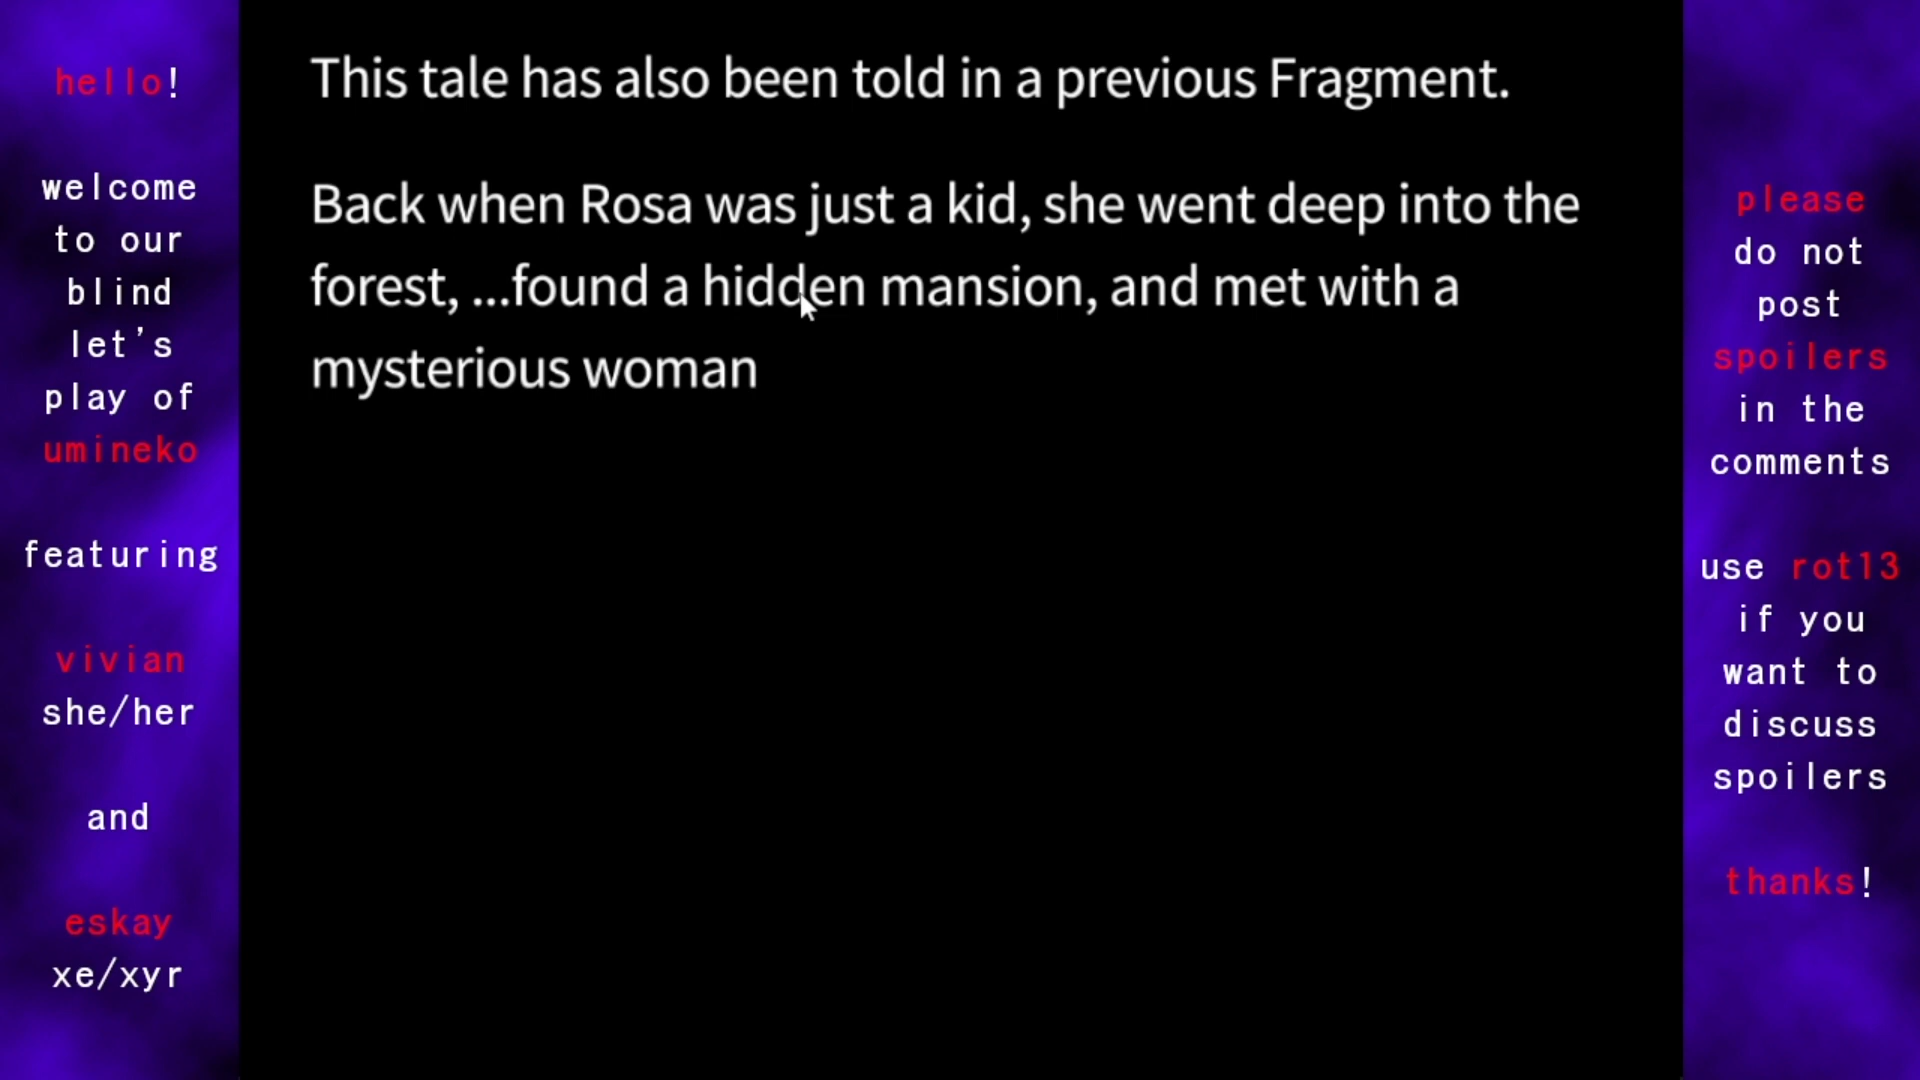 hello!
welcome
to our
blind
let's
play of
umineko
featuring
vivian
she/her
and
eskay
xe/xyr
This tale has also been told in a previous Fragment.
Back when Rosa was just a kid, she went deep into the
forest, ...found a hidden mansion, and met with a
mysterious woman
please
do not
post
spoilers
in the
comments
use rot13
if you
want to
discuss
spoilers
thanks!